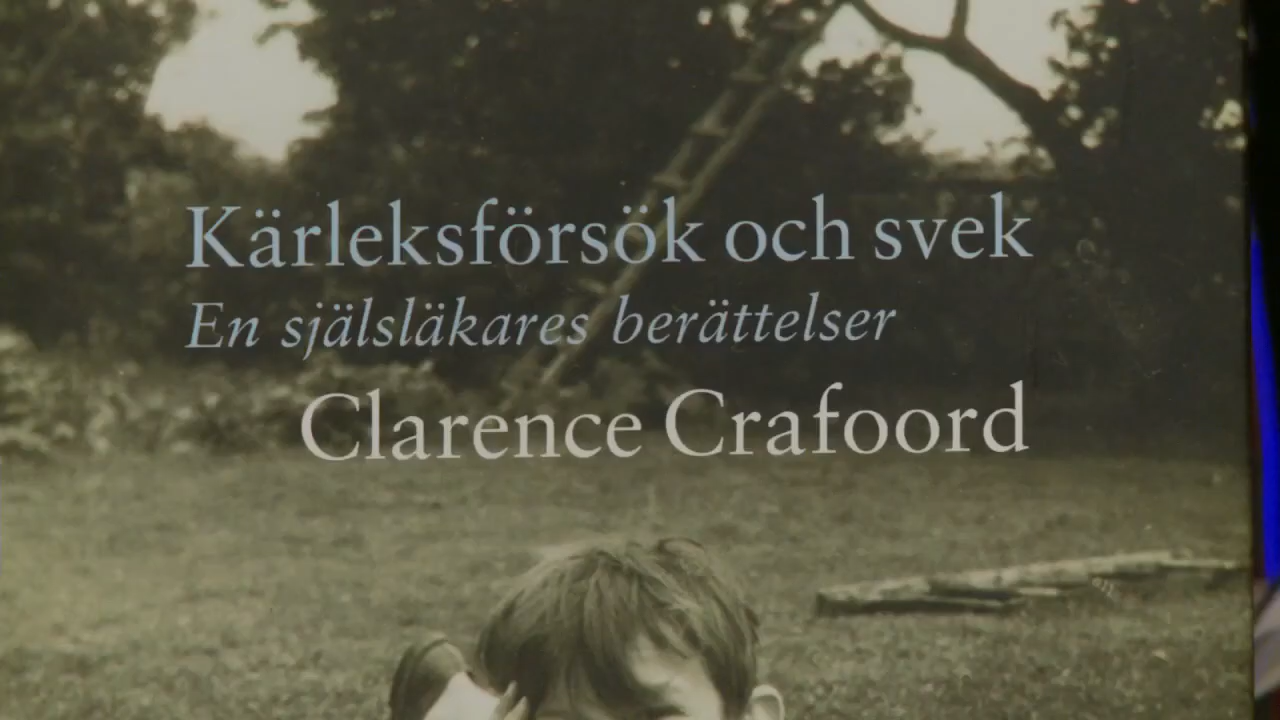 Kärleksförsök och svek
En själsläkares berättelser
Clarence Crafoord